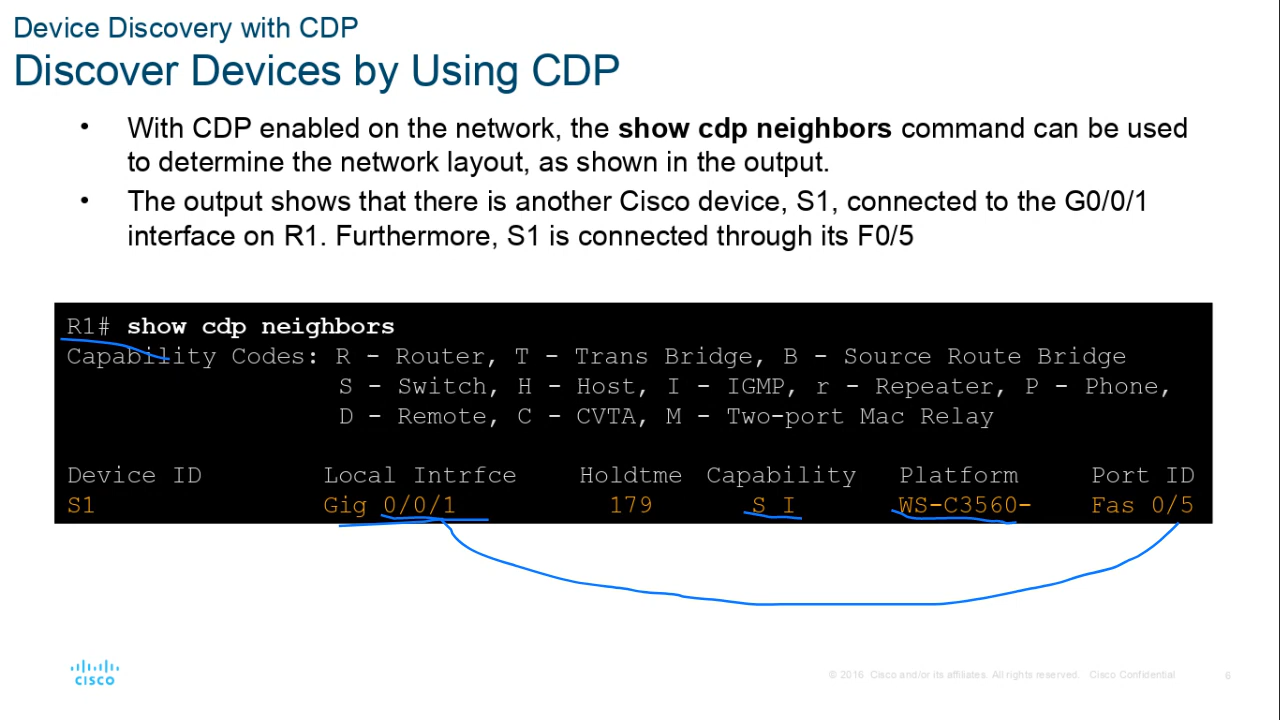 Device Discovery with CDP
Discover Devices by Using CDP
• With CDP enabled on the network, the show cdp neighbors command can be used
to determine the network layout, as shown in the output.
• The output shows that there is another Cisco device, S1, connected to the G0/0/1
interface on R1. Furthermore, S1 is connected through its F0/5
R1# show cdp neighbors
Capability Codes: R - Router, T - Trans Bridge, B - Source Route Bridge
S - Switch, H - Host, I - IGMP, r - Repeater, P - Phone,
D - Remote, C - CVTA, M - Two-port Mac Relay
Device ID Local Intrfce Holdtme Capability Platform Port ID
S1 Gig 0/0/1 179 S I WS-C3560- Fas 0/5
CISCO
© 2016 Cisco and/or its affiliates. All rights reserved. Cisco Confidential 6